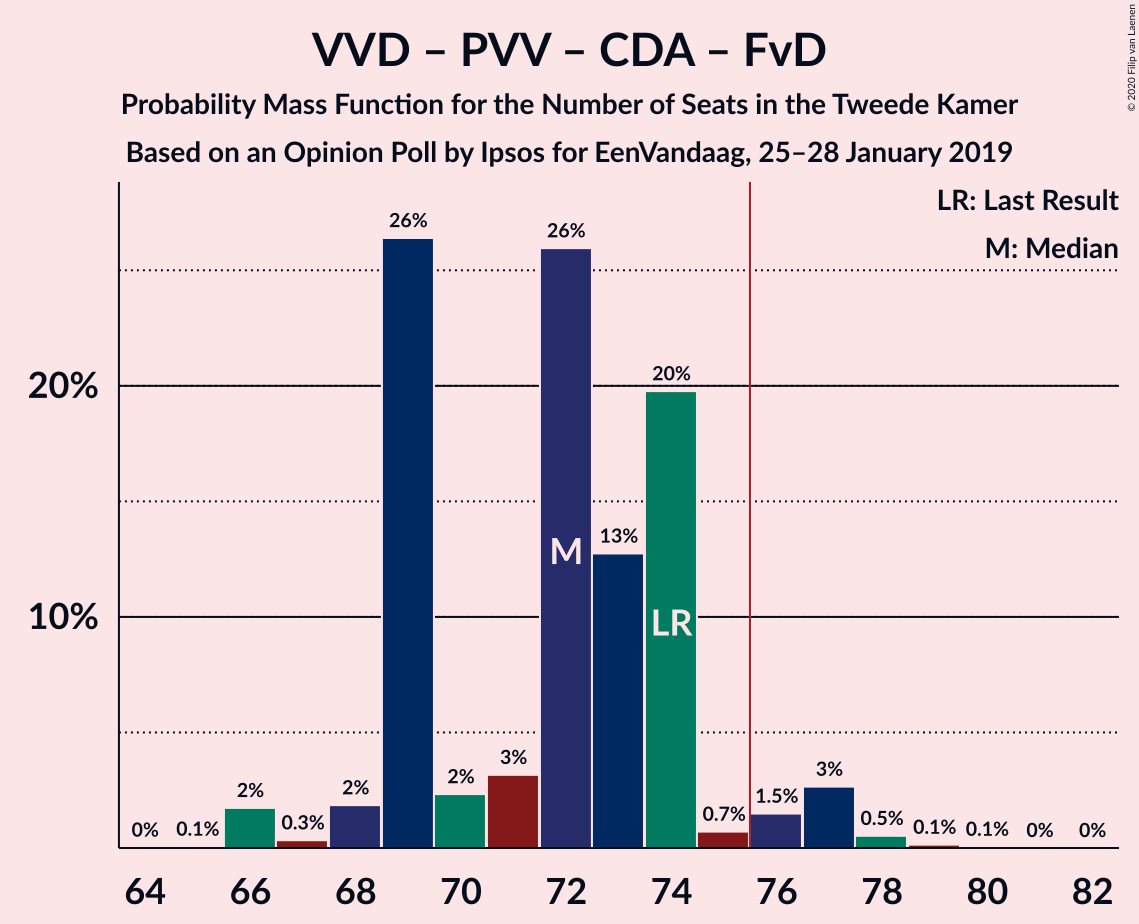 VVD – PVV – CDA – FvD
Probability Mass Function for the Number of Seats in the Tweede Kamer
Based on an Opinion Poll by Ipsos for EenVandaag, 25–28 January 2019
© 2020 Filip van Laenen
LR: Last Result
M: Median
26%
26%
20%
20%
13%
M
10%
LR
3%
3%
2%
2%
2%
1.5%
0.7%
0.5%
0.3%
0%
0.1%
0.1%
0.1%
0%
0%
64 66 68 70 72 74 76 78 80 82